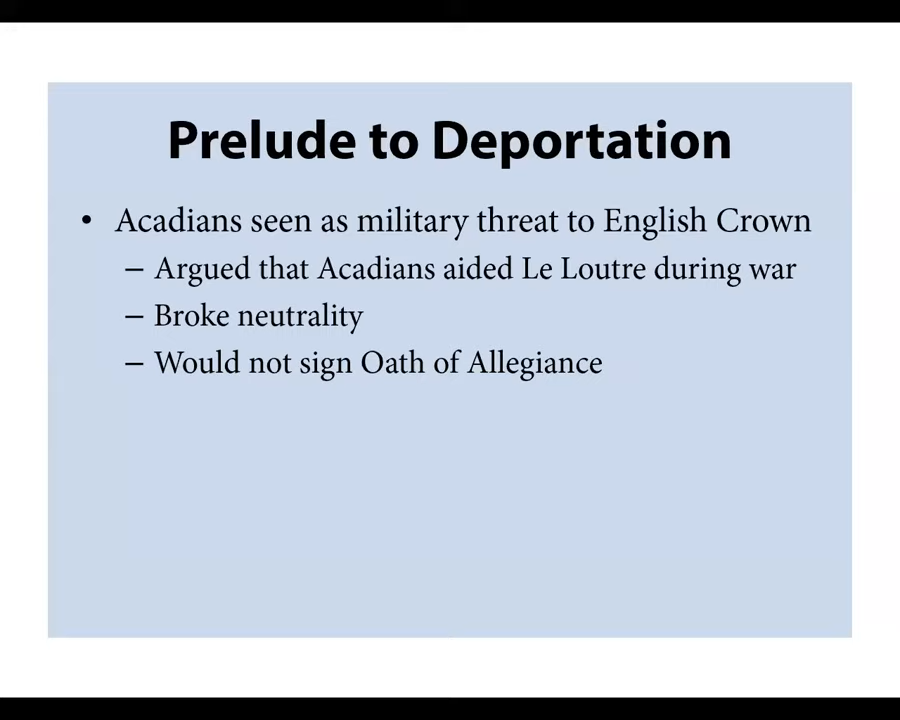 Prelude to Deportation
• Acadians seen as military threat to English Crown
– Argued that Acadians aided Le Loutre during war
– Broke neutrality
– Would not sign Oath of Allegiance